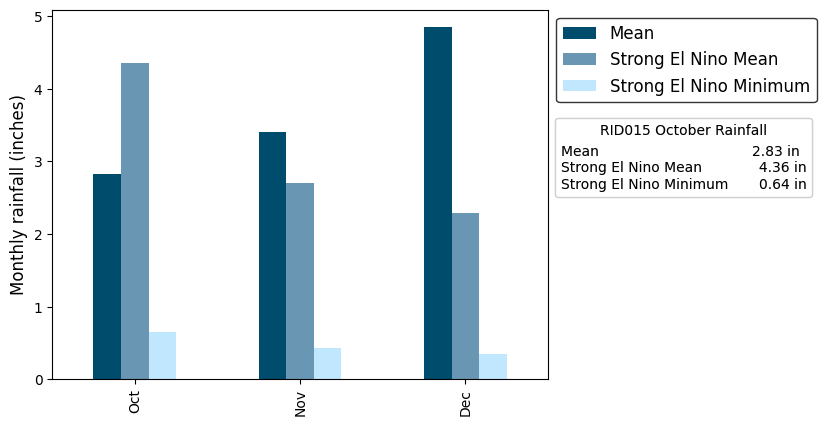 5
4
3
2
1
0
Monthly rainfall (inches)
Oct
Nov
Dec
Mean
Strong El Nino Mean
Strong El Nino Minimum
RID015 October Rainfall
Mean 2.83 in
Strong El Nino Mean 4.36 in
Strong El Nino Minimum 0.64 in